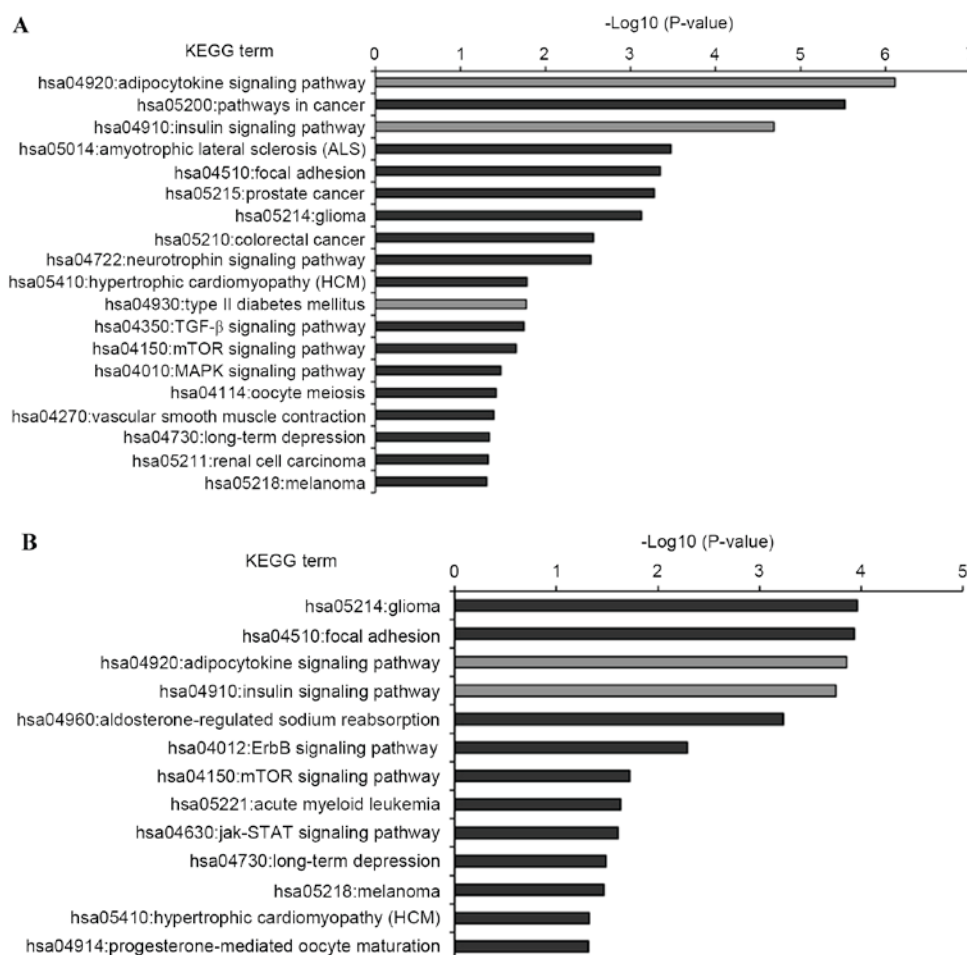 A
-Log10 (P-value)
KEGG term
0 1 2 3 4 5 6
hsa04920:adipocytokine signaling pathway
hsa05200:pathways in cancer
hsa04910:insulin signaling pathway
hsa05014:amyotrophic lateral sclerosis (ALS)
hsa04510:focal adhesion
hsa05215:prostate cancer
hsa05214:glioma
hsa05210:colorectal cancer
hsa04722:neurotrophin signaling pathway
hsa05410:hypertrophic cardiomyopathy (HCM)
hsa04930:type II diabetes mellitus
hsa04350:TGF-β signaling pathway
hsa04150:mTOR signaling pathway
hsa04010:MAPK signaling pathway
hsa04114:oocyte meiosis
hsa04270:vascular smooth muscle contraction
hsa04730:long-term depression
hsa05211:renal cell carcinoma
hsa05218:melanoma
B
-Log10 (P-value)
KEGG term
0 1 2 3 4 5
hsa05214:glioma
hsa04510:focal adhesion
hsa04920:adipocytokine signaling pathway
hsa04910:insulin signaling pathway
hsa04960:aldosterone-regulated sodium reabsorption
hsa04012:ErbB signaling pathway
hsa04150:mTOR signaling pathway
hsa05221:acute myeloid leukemia
hsa04630:jak-STAT signaling pathway
hsa04730:long-term depression
hsa05218:melanoma
hsa05410:hypertrophic cardiomyopathy (HCM)
hsa04914:progesterone-mediated oocyte maturation